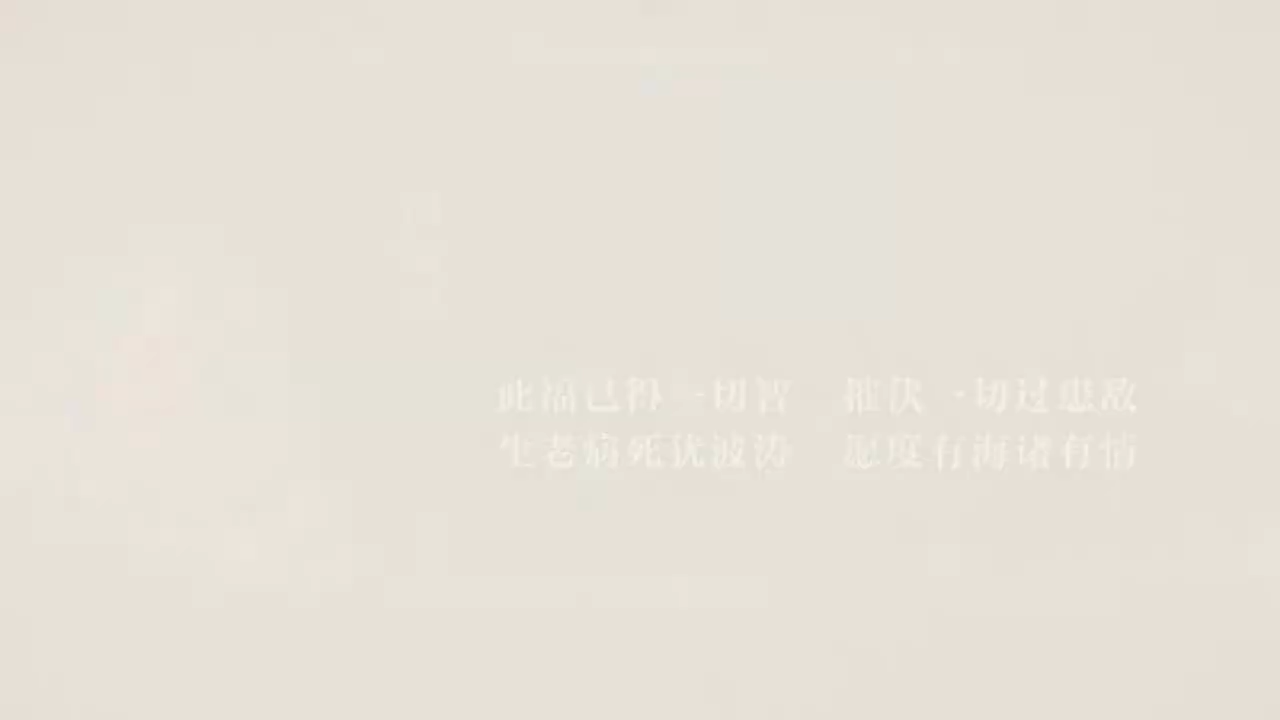 此福已得一切智 摧伏一切过患敌
生老病死犹波涛 愿度有海诸有情